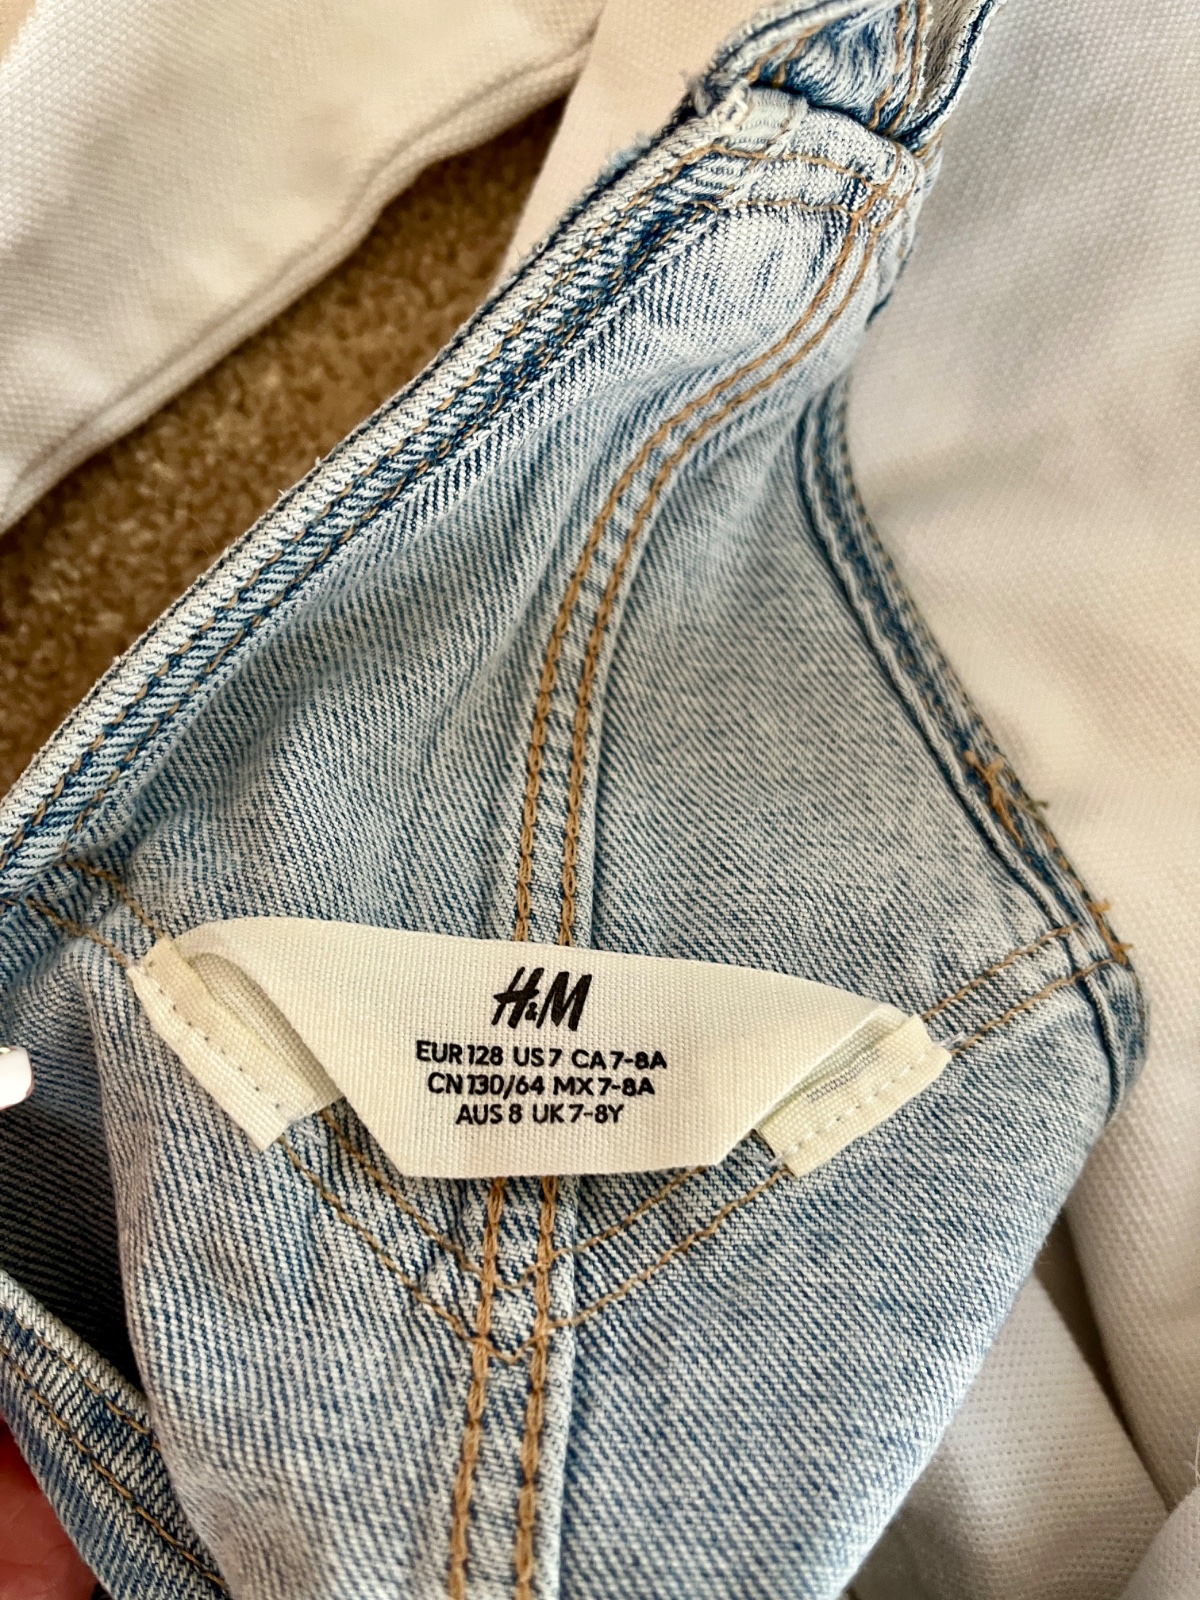 H&M
EUR 128 US 7 CA 7-8A
CN 130/64 MX 7-8A
AUS 8 UK 7-8Y